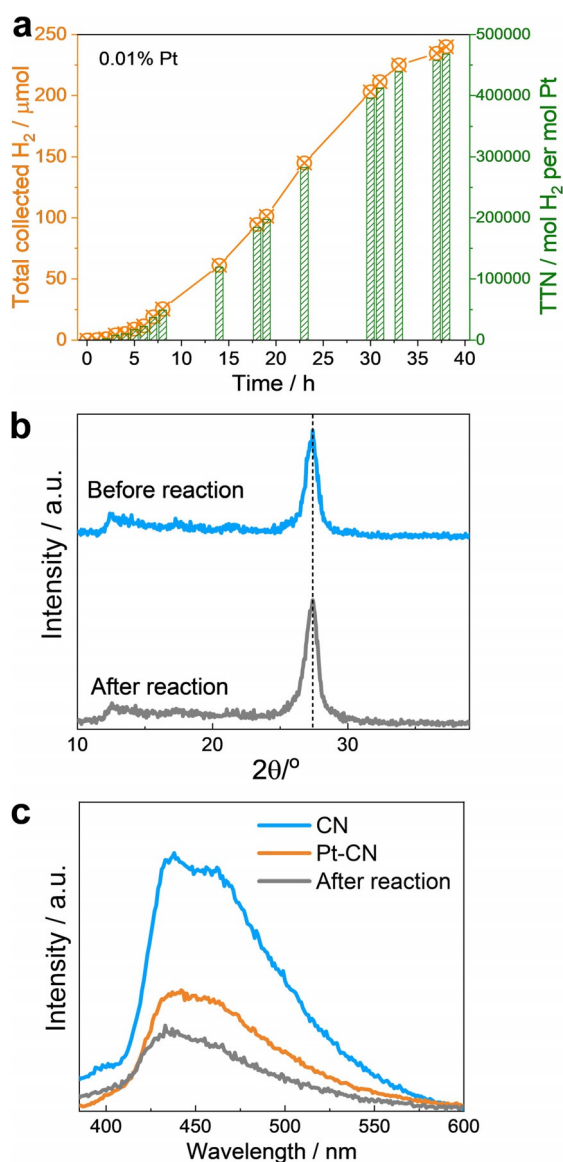 a
0.01% Pt
Total collected H₂ / μmol
0
50
100
150
200
250
TTN / mol H₂ per mol Pt
0
100000
200000
300000
400000
500000
0 5 10 15 20 25 30 35 40
Time / h
b
Before reaction
After reaction
Intensity / a.u.
10 20 30
2θ/°
c
CN
Pt-CN
After reaction
Intensity / a.u.
400 450 500 550 600
Wavelength / nm